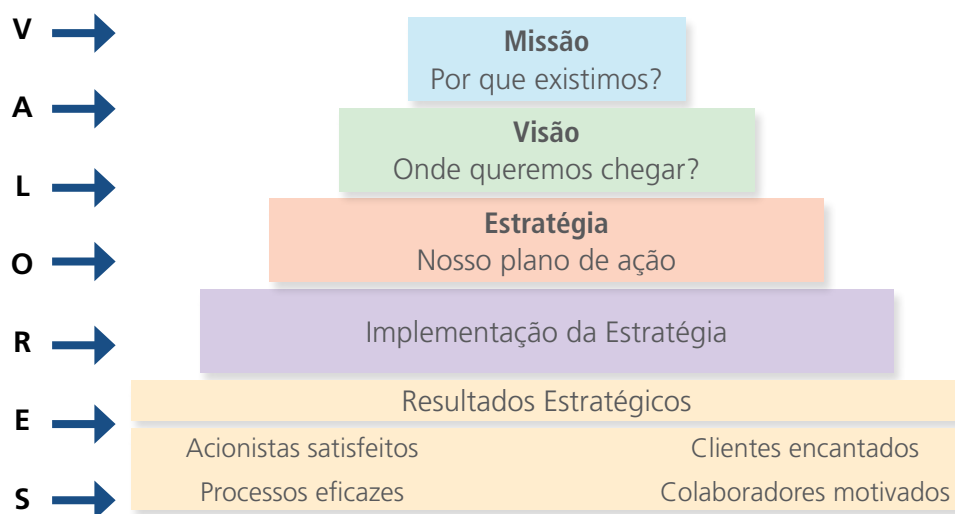 V
A
L
O
R
E
S
Missão
Por que existimos?
Visão
Onde queremos chegar?
Estratégia
Nosso plano de ação
Implementação da Estratégia
Resultados Estratégicos
Acionistas satisfeitos
Clientes encantados
Processos eficazes
Colaboradores motivados